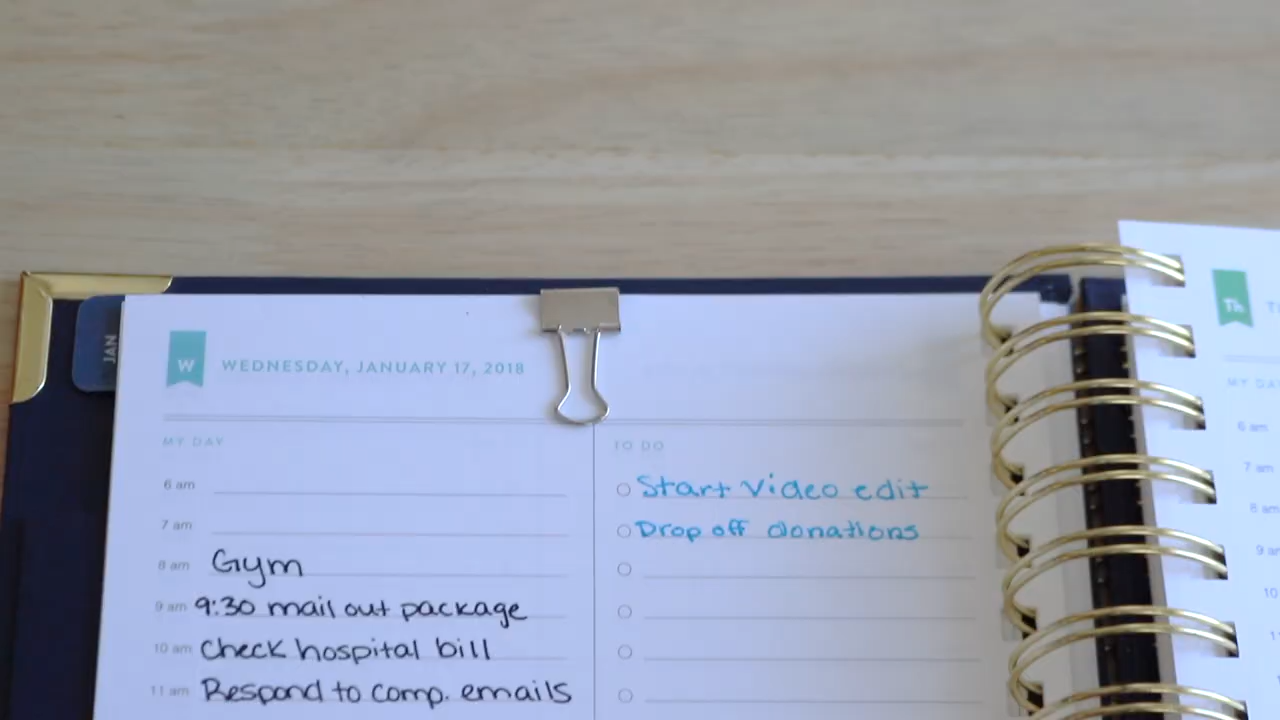 JAN
W
WEDNESDAY, JANUARY 17, 2018
MY DAY
6 am
7 am
8 am Gym
9 am 9:30 mail out package
10 am Check hospital bill
11 am Respond to comp. emails
TO DO
Start video edit
Drop off donations
Th
MY DAY
6 am
7 am
8 am
9 am
10